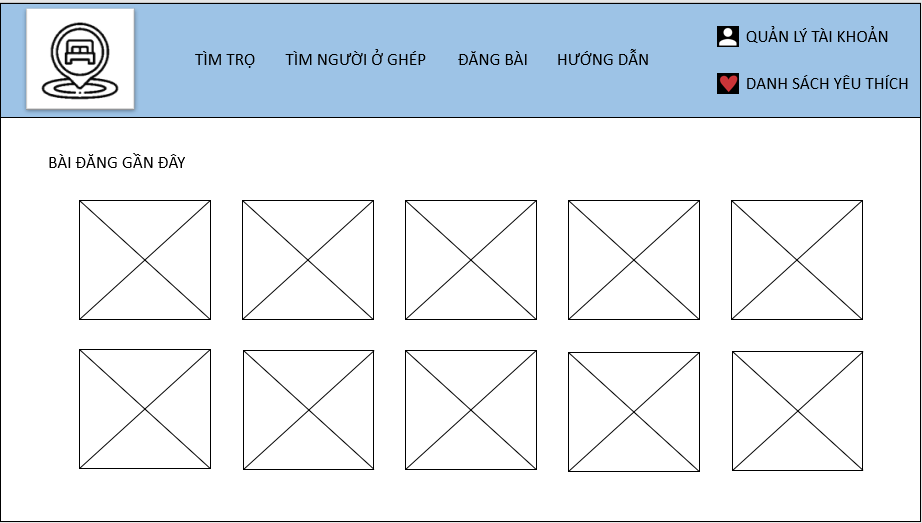 TÌM TRỌ
TÌM NGƯỜI Ở GHÉP
ĐĂNG BÀI
HƯỚNG DẪN
QUẢN LÝ TÀI KHOẢN
DANH SÁCH YÊU THÍCH
BÀI ĐĂNG GẦN ĐÂY